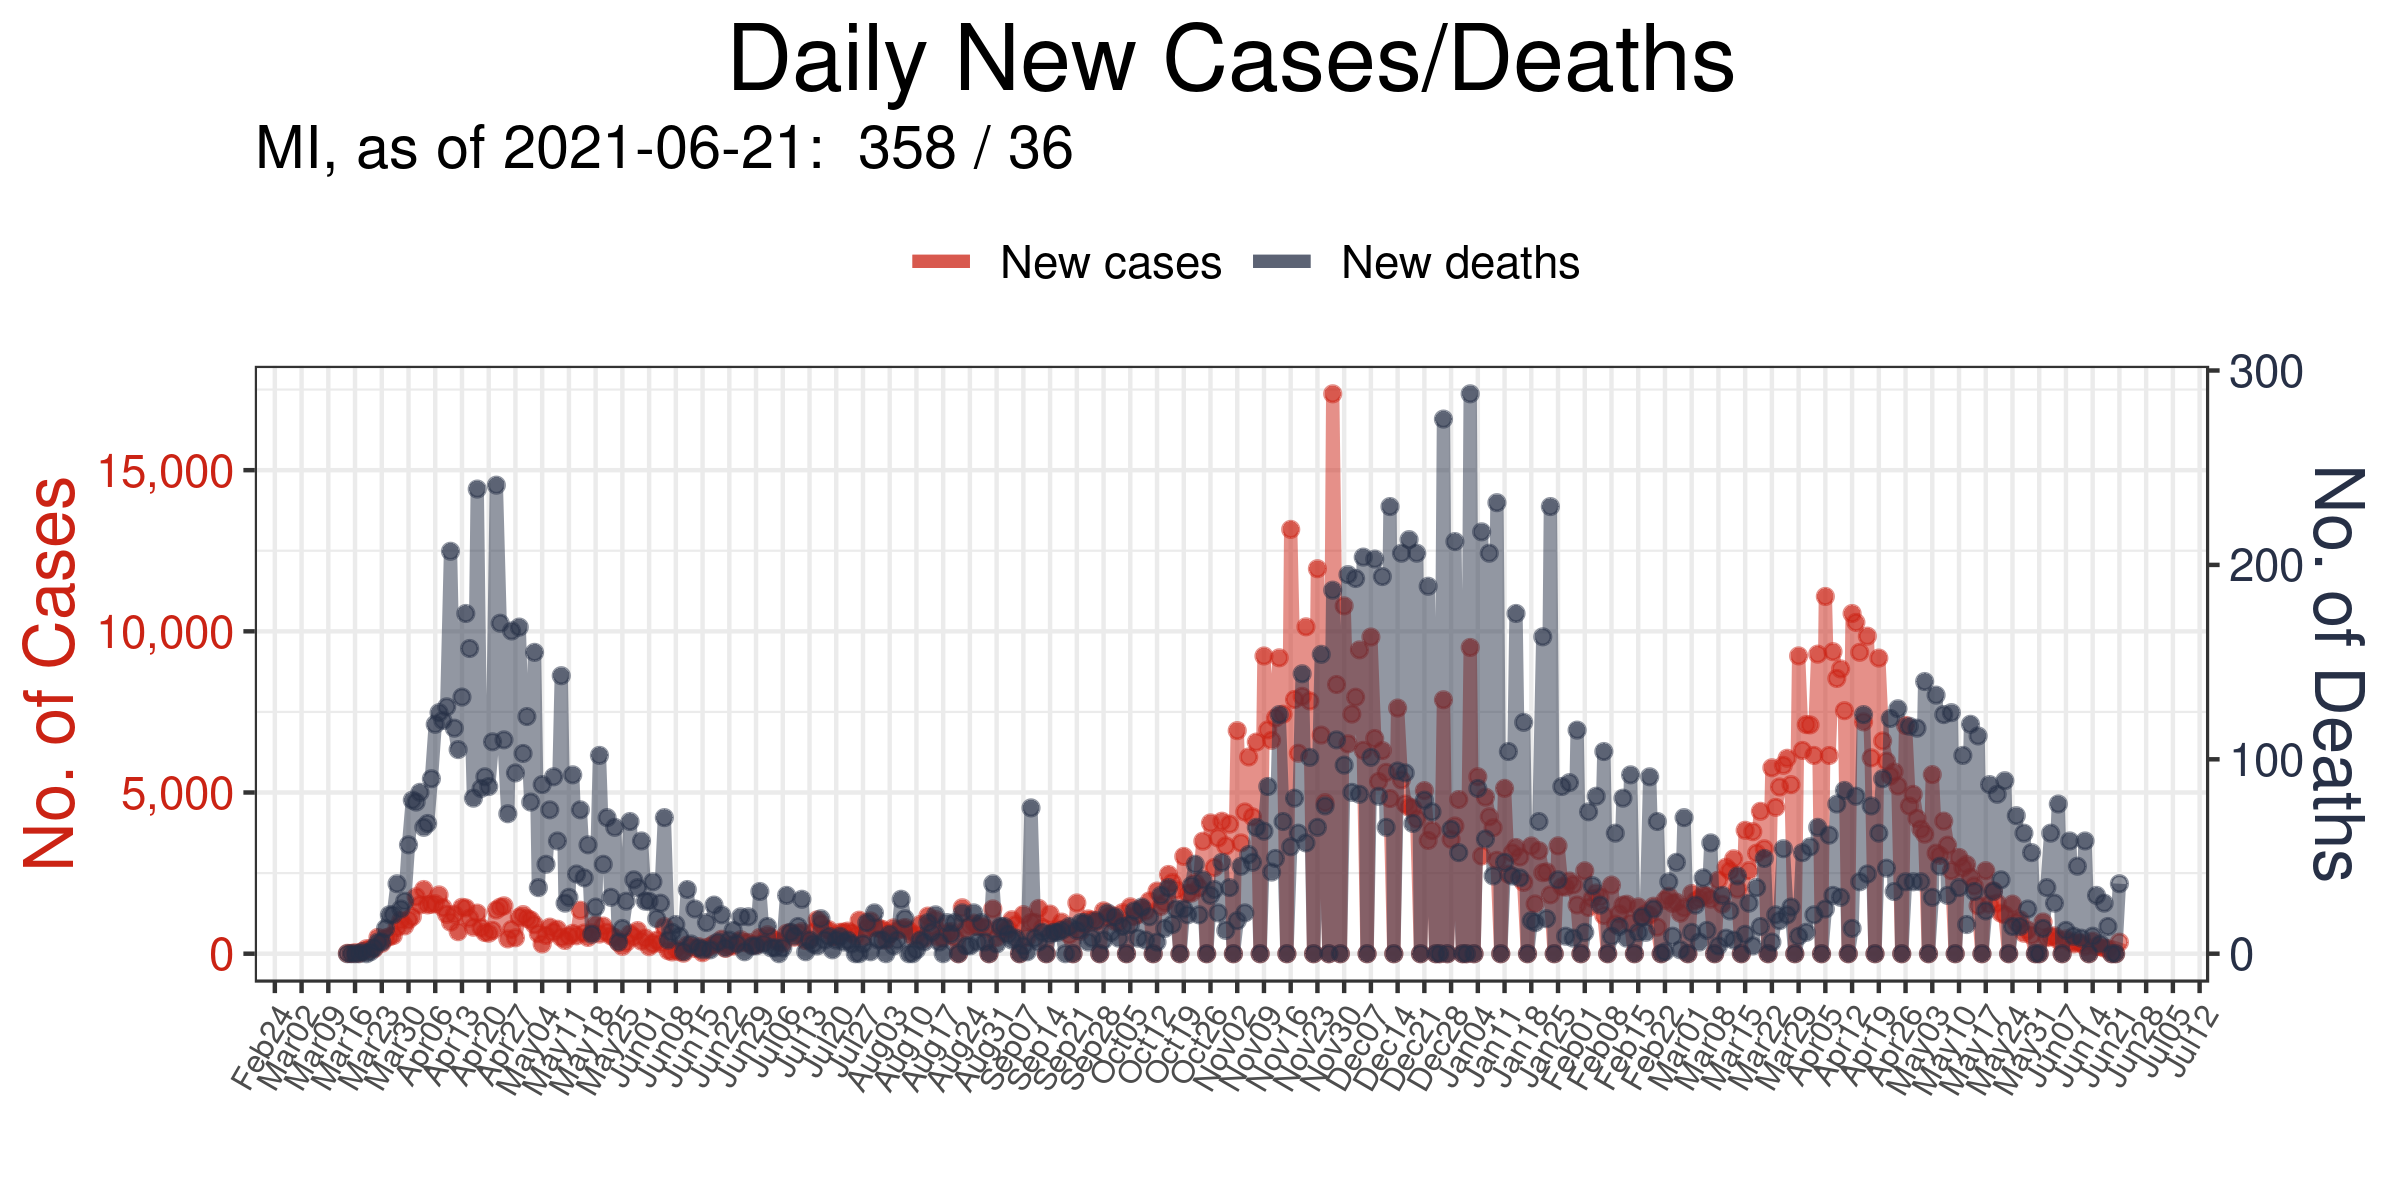 Daily New Cases/Deaths
MI, as of 2021-06-21:  358 / 36
New cases
New deaths
No. of Cases
15,000
10,000
5,000
0
300
200
100
0
No. of Deaths
Feb24
Mar02
Mar09
Mar16
Mar23
Mar30
Apr06
Apr13
Apr20
Apr27
May04
May11
May18
May25
Jun01
Jun08
Jun15
Jun22
Jun29
Jul06
Jul13
Jul20
Jul27
Aug03
Aug10
Aug17
Aug24
Aug31
Sep07
Sep14
Sep21
Sep28
Oct05
Oct12
Oct19
Oct26
Nov02
Nov09
Nov16
Nov23
Nov30
Dec07
Dec14
Dec21
Dec28
Jan04
Jan11
Jan18
Jan25
Feb01
Feb08
Feb15
Feb22
Mar01
Mar08
Mar15
Mar22
Mar29
Apr05
Apr12
Apr19
Apr26
May03
May10
May17
May24
May31
Jun07
Jun14
Jun21
Jun28
Jul05
Jul12